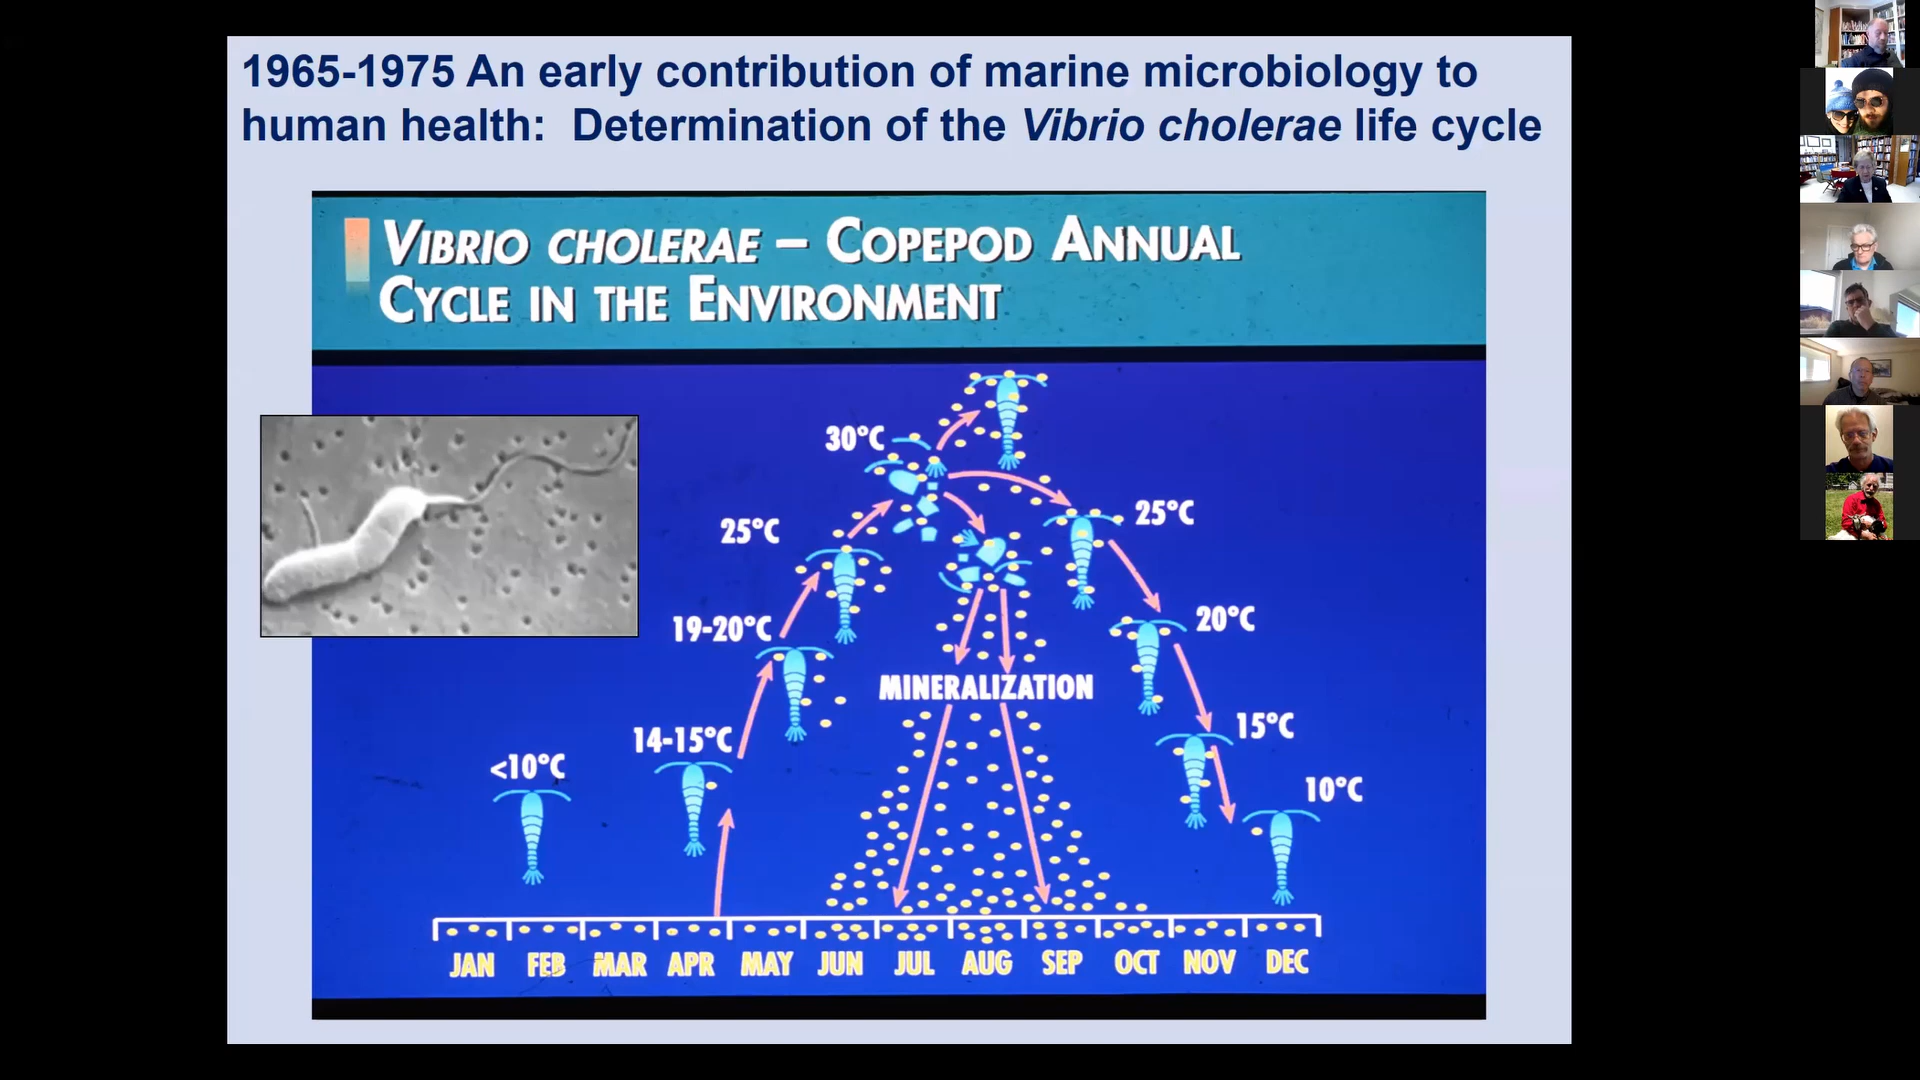 1965-1975 An early contribution of marine microbiology to
human health: Determination of the Vibrio cholerae life cycle
VIBRIO CHOLERAE – COPEPOD ANNUAL
CYCLE IN THE ENVIRONMENT
30°C
25°C
25°C
19-20°C
20°C
MINERALIZATION
14-15°C
15°C
<10°C
10°C
JAN FEB MAR APR MAY JUN JUL AUG SEP OCT NOV DEC